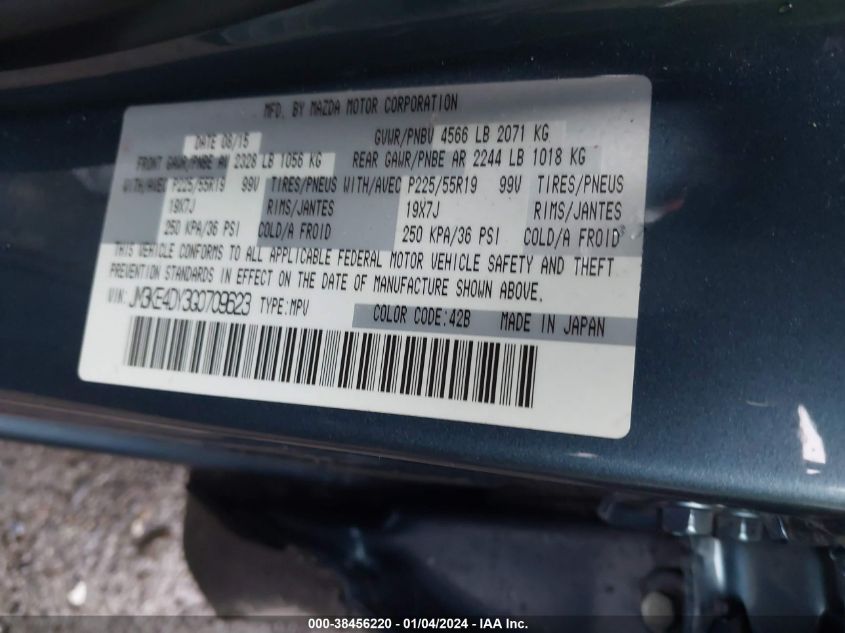 MFD. BY MAZDA MOTOR CORPORATION
DATE 08/15 GVWR/PNBV 4566 LB 2071 KG
FRONT GAWR/PNBE AV 2328 LB 1056 KG REAR GAWR/PNBE AR 2244 LB 1018 KG
WITH/AVEC P225/55R19 99V TIRES/PNEUS WITH/AVEC P225/55R19 99V TIRES/PNEUS
19X7J RIMS/JANTES 19X7J RIMS/JANTES
250 KPA/36 PSI COLD/A FROID 250 KPA/36 PSI COLD/A FROID
THIS VEHICLE CONFORMS TO ALL APPLICABLE FEDERAL MOTOR VEHICLE SAFETY AND THEFT
PREVENTION STANDARDS IN EFFECT ON THE DATE OF MANUFACTURE SHOWN ABOVE.
VIN: JM3KE4DY3G0709623 TYPE:MPV COLOR CODE:42B MADE IN JAPAN
000-38456220 - 01/04/2024 - IAA Inc.